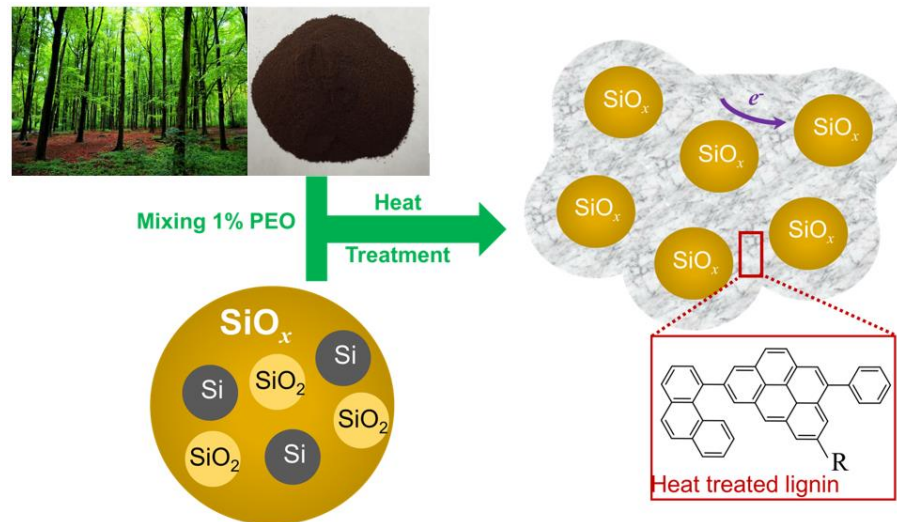 Mixing 1% PEO
Heat
Treatment
SiOₓ
Si
SiO₂
Si
SiO₂
SiO₂
Si
SiOₓ
e⁻
SiOₓ
SiOₓ
SiOₓ
SiOₓ
SiOₓ
R
Heat treated lignin